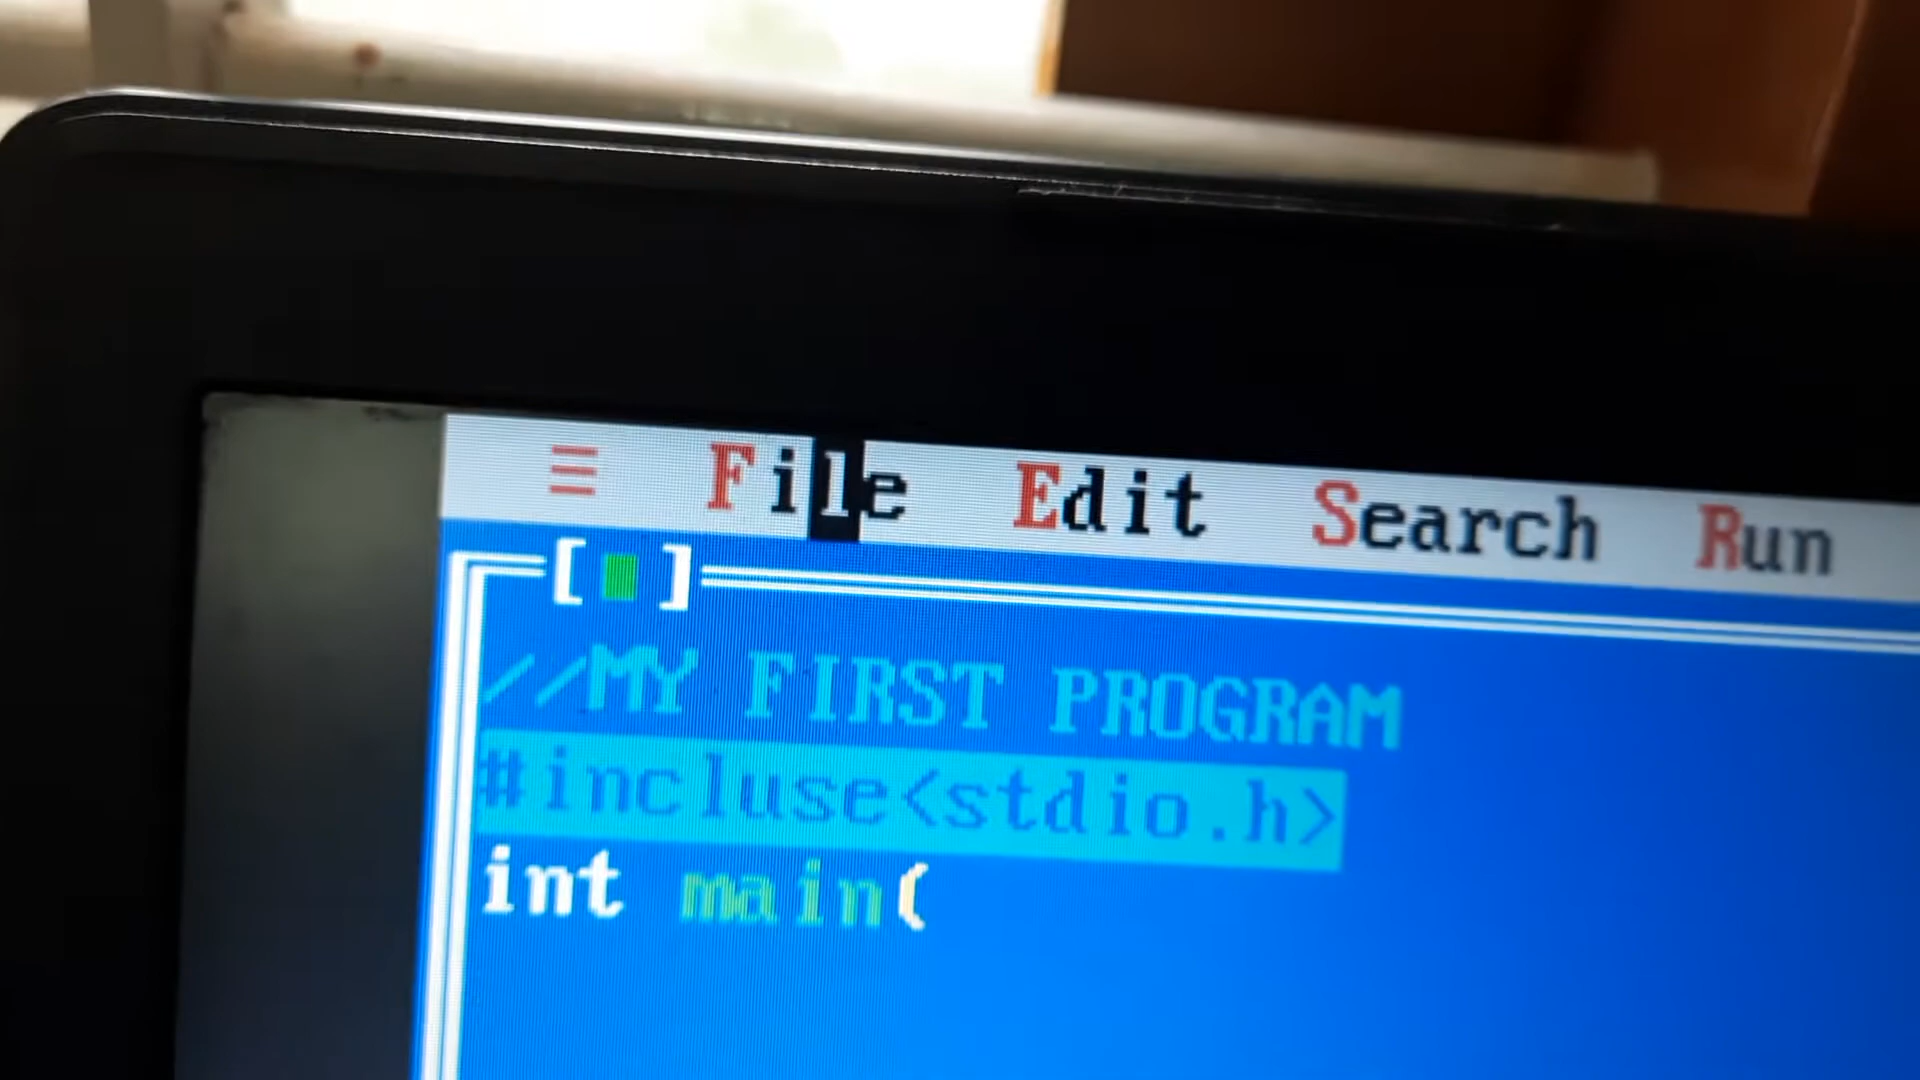 ≡ File Edit Search Run
[■]
//MY FIRST PROGRAM
#incluse<stdio.h>
int main(